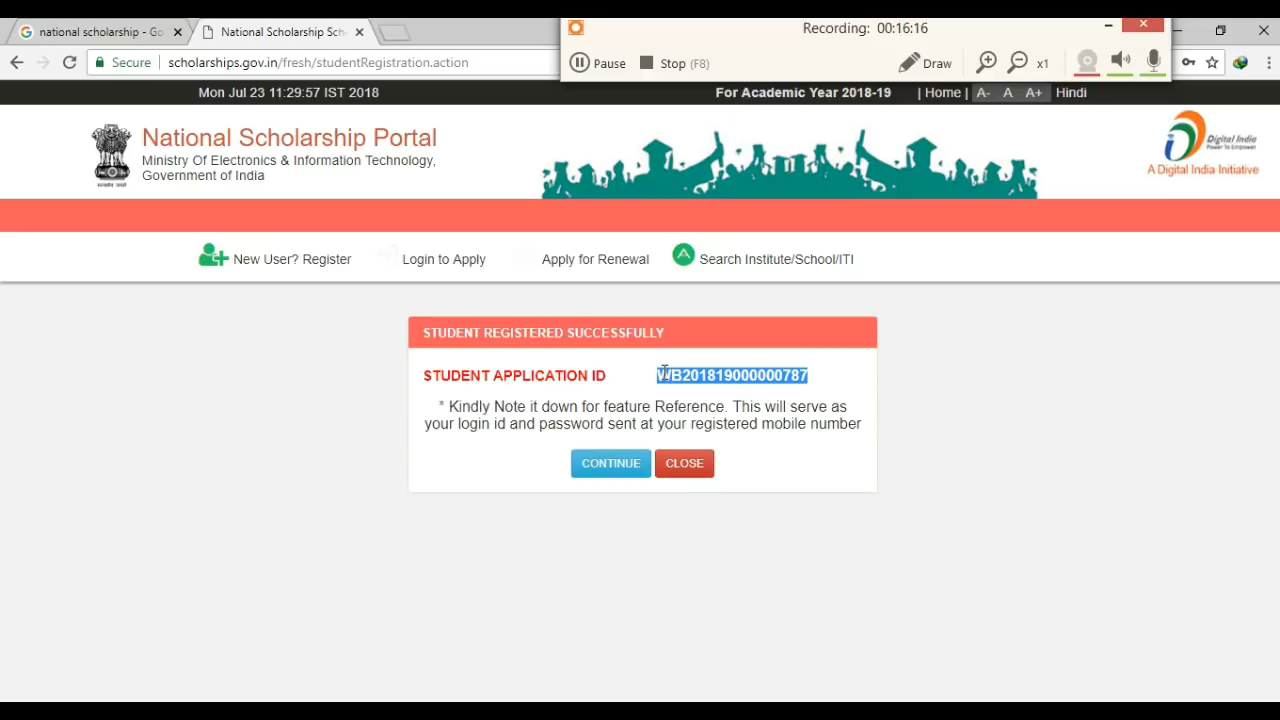 national scholarship - Go
National Scholarship Sch
Recording: 00:16:16
Pause
Stop (F8)
Draw
x1
Secure
scholarships.gov.in/fresh/studentRegistration.action
Mon Jul 23 11:29:57 IST 2018
For Academic Year 2018-19 | Home | A- A A+ Hindi
National Scholarship Portal
Ministry Of Electronics & Information Technology,
Government of India
Digital India
Power To Empower
A Digital India Initiative
New User? Register
Login to Apply
Apply for Renewal
Search Institute/School/ITI
STUDENT REGISTERED SUCCESSFULLY
STUDENT APPLICATION ID WB201819000000787
* Kindly Note it down for feature Reference. This will serve as
your login id and password sent at your registered mobile number
CONTINUE CLOSE